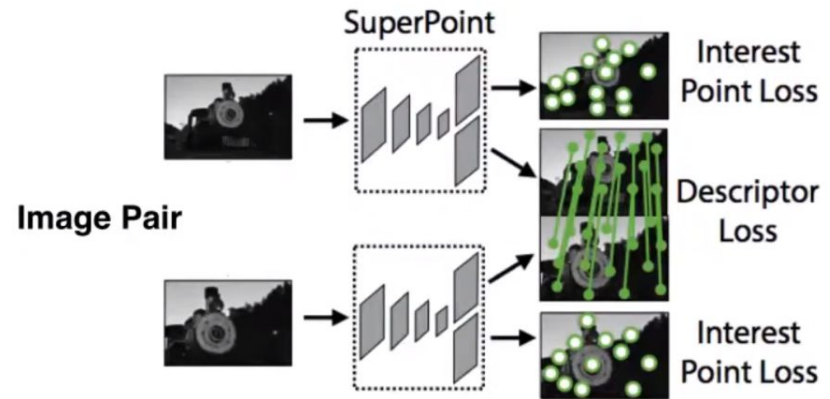 SuperPoint
Interest
Point Loss
Image Pair
Descriptor
Loss
Interest
Point Loss